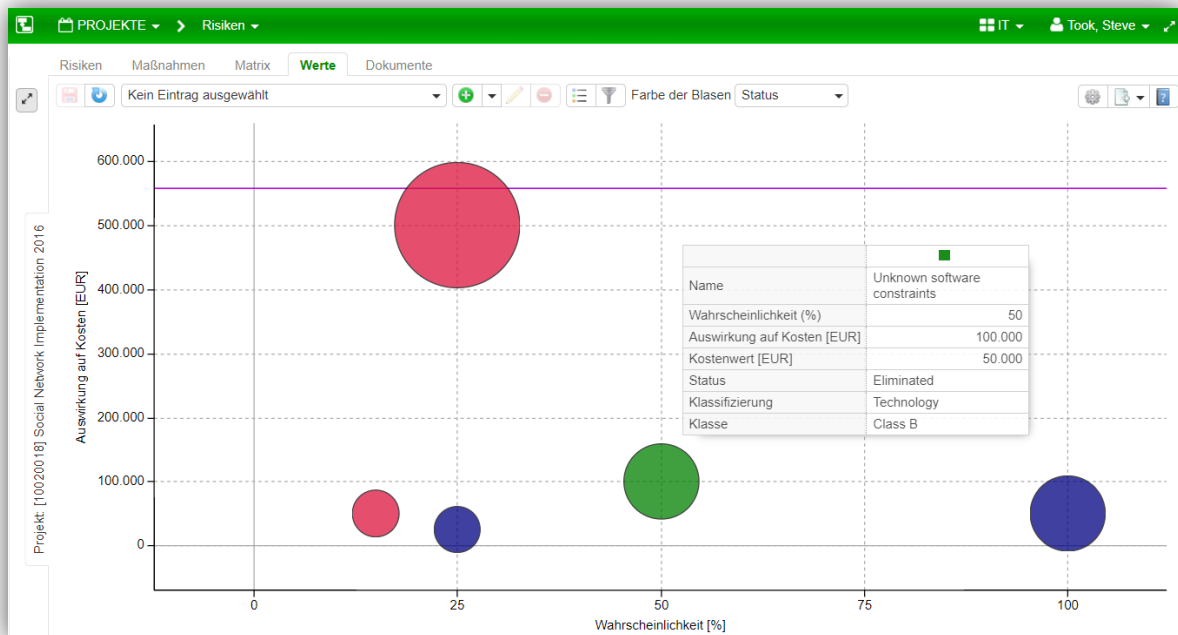 PROJEKTE
Risiken
IT
Took, Steve
Risiken Maßnahmen Matrix Werte Dokumente
Kein Eintrag ausgewählt
Farbe der Blasen
Status
Projekt: [10020018] Social Network Implementation 2016
Auswirkung auf Kosten [EUR]
600.000
500.000
400.000
300.000
200.000
100.000
0
Name Unknown software
constraints
Wahrscheinlichkeit (%) 50
Auswirkung auf Kosten [EUR] 100.000
Kostenwert [EUR] 50.000
Status Eliminated
Klassifizierung Technology
Klasse Class B
0 25 50 75 100
Wahrscheinlichkeit [%]